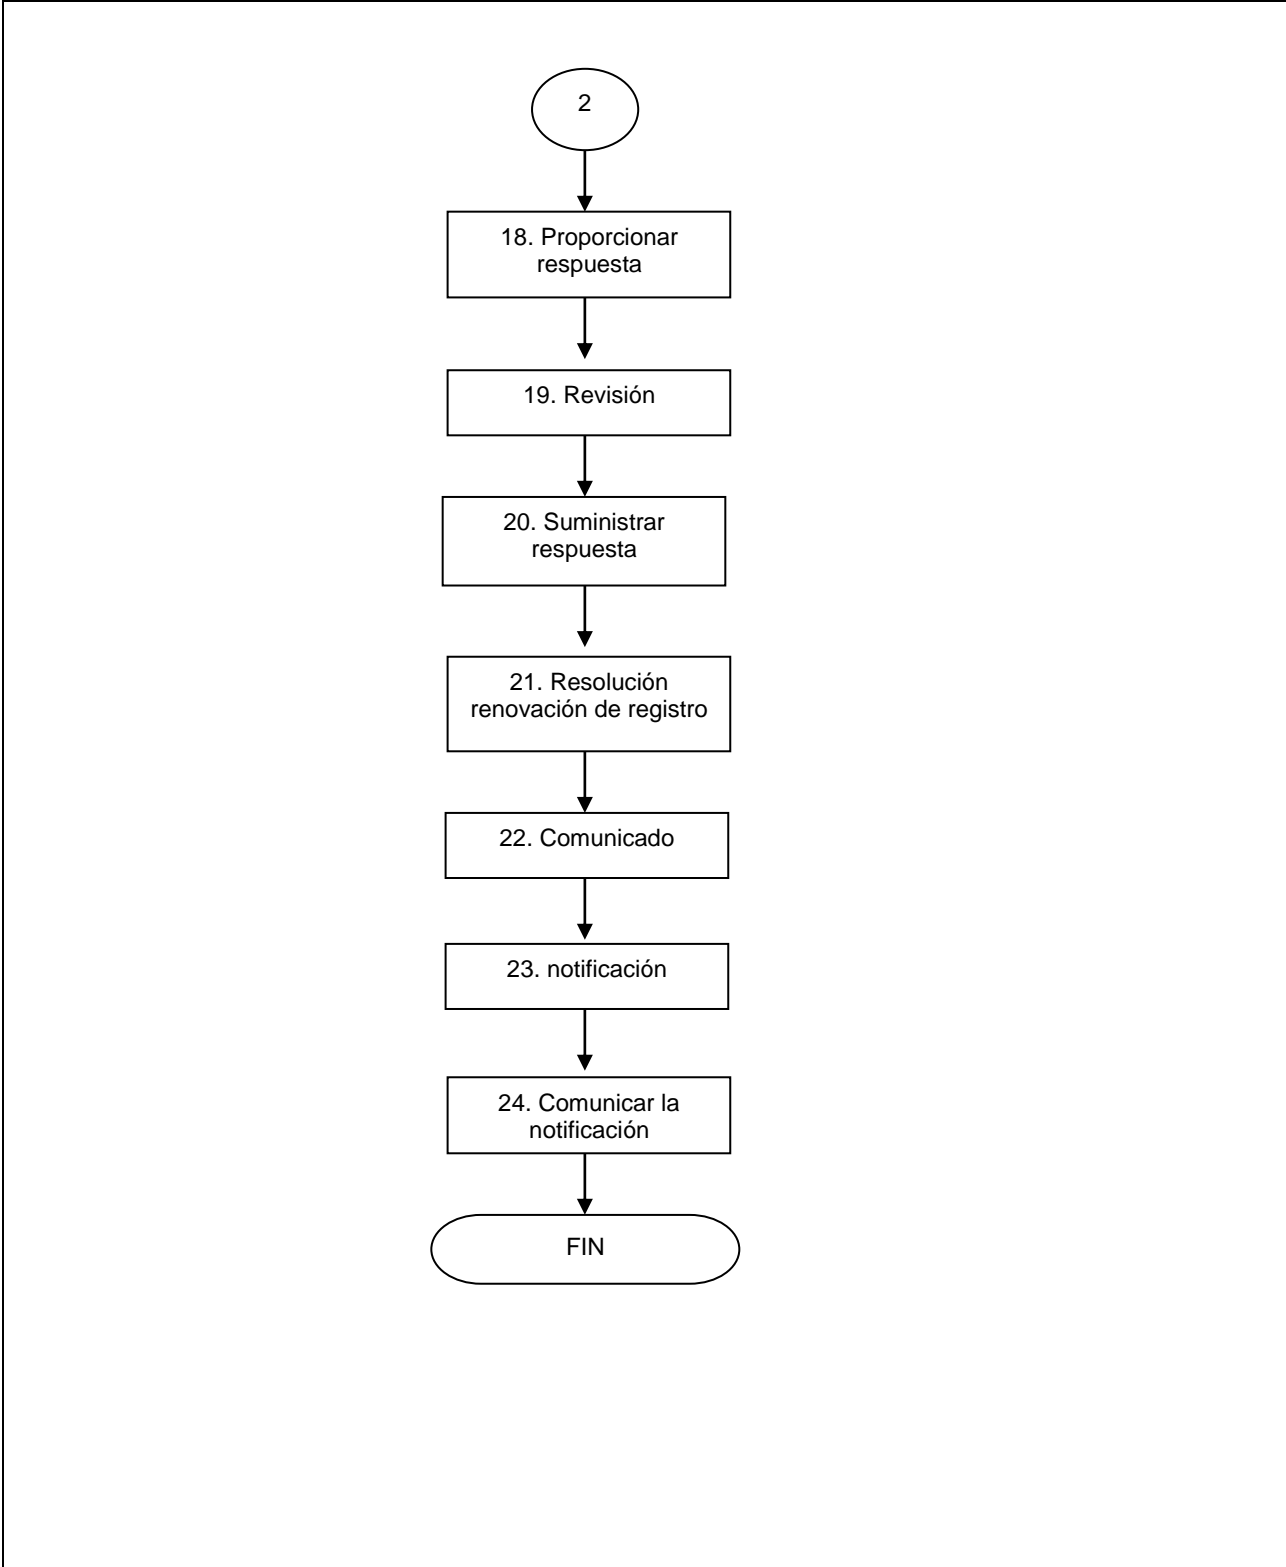 2
18. Proporcionar
respuesta
19. Revisión
20. Suministrar
respuesta
21. Resolución
renovación de registro
22. Comunicado
23. notificación
24. Comunicar la
notificación
FIN